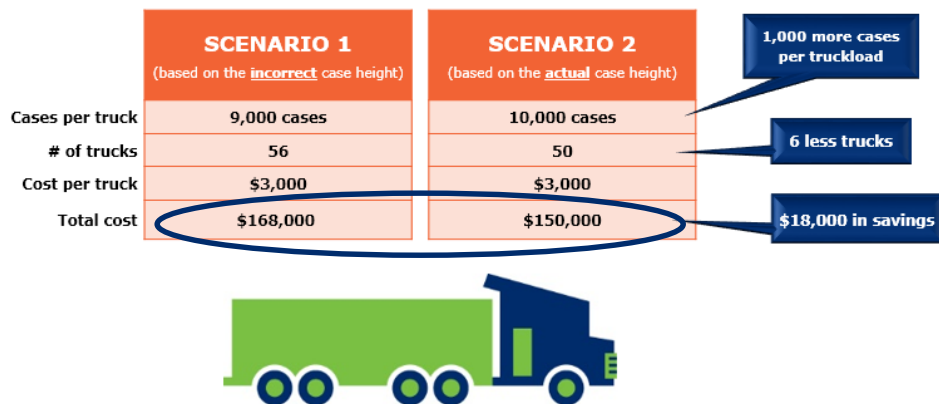 SCENARIO 1
(based on the incorrect case height)
SCENARIO 2
(based on the actual case height)
1,000 more cases
per truckload
Cases per truck 9,000 cases 10,000 cases
# of trucks 56 50
6 less trucks
Cost per truck $3,000 $3,000
Total cost $168,000 $150,000
$18,000 in savings